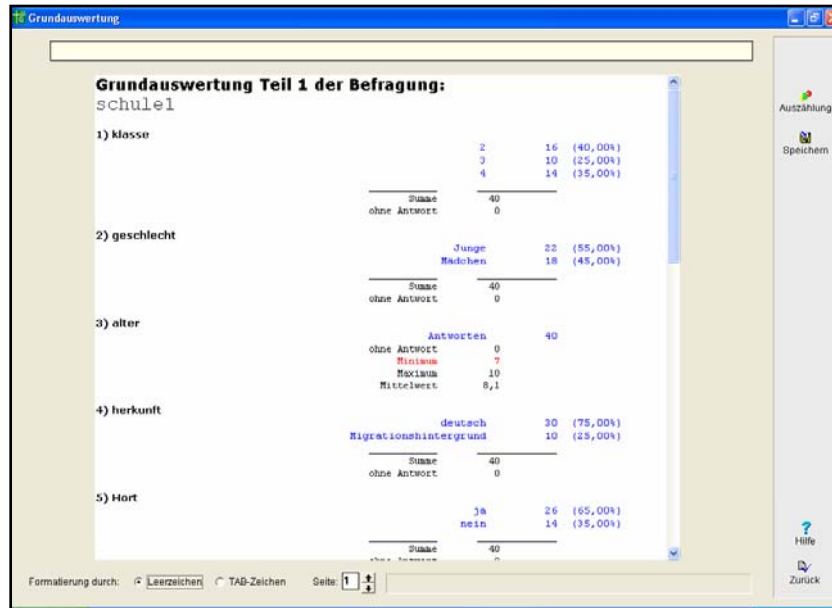 Grundauswertung
Grundauswertung Teil 1 der Befragung:
schule1
1) klasse
2 16 (40,00%)
3 10 (25,00%)
4 14 (35,00%)
Summe 40
ohne Antwort 0
2) geschlecht
Junge 22 (55,00%)
Mädchen 18 (45,00%)
Summe 40
ohne Antwort 0
3) alter
Antworten 40
ohne Antwort 0
Minimum 7
Maximum 10
Mittelwert 8,1
4) herkunft
deutsch 30 (75,00%)
Migrationshintergrund 10 (25,00%)
Summe 40
ohne Antwort 0
5) Hort
ja 26 (65,00%)
nein 14 (35,00%)
Summe 40
Auszählung
Speichern
Hilfe
Zurück
Formatierung durch: Leerzeichen TAB-Zeichen Seite: 1